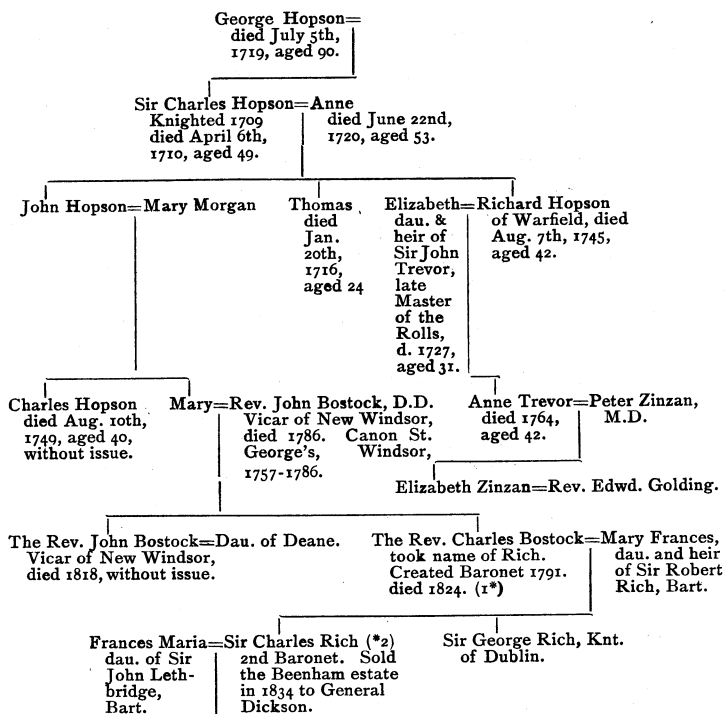 George Hopson=
died July 5th,
1719, aged 90.
Sir Charles Hopson=Anne
Knighted 1709
died April 6th,
1710, aged 49.
died June 22nd,
1720, aged 53.
John Hopson=Mary Morgan
Thomas
died
Jan.
20th,
1716,
aged 24
Elizabeth=Richard Hopson
dau. &
heir of
Sir John
Trevor,
late
Master
of the
Rolls,
d. 1727,
aged 31.
of Warfield, died
Aug. 7th, 1745,
aged 42.
Charles Hopson
died Aug. 10th,
1749, aged 40,
without issue.
Mary=Rev. John Bostock, D.D.
Vicar of New Windsor,
died 1786. Canon St.
George's, Windsor,
1757-1786.
Anne Trevor=Peter Zinzan,
died 1764,
aged 42.
M.D.
Elizabeth Zinzan=Rev. Edwd. Golding.
The Rev. John Bostock=Dau. of Deane.
Vicar of New Windsor,
died 1818, without issue.
The Rev. Charles Bostock=Mary Frances,
took name of Rich.
Created Baronet 1791.
died 1824. (1*)
dau. and heir
of Sir Robert
Rich, Bart.
Frances Maria=Sir Charles Rich (*2)
dau. of Sir
John Leth-
bridge,
Bart.
2nd Baronet. Sold
the Beenham estate
in 1834 to General
Dickson.
Sir George Rich, Knt.
of Dublin.